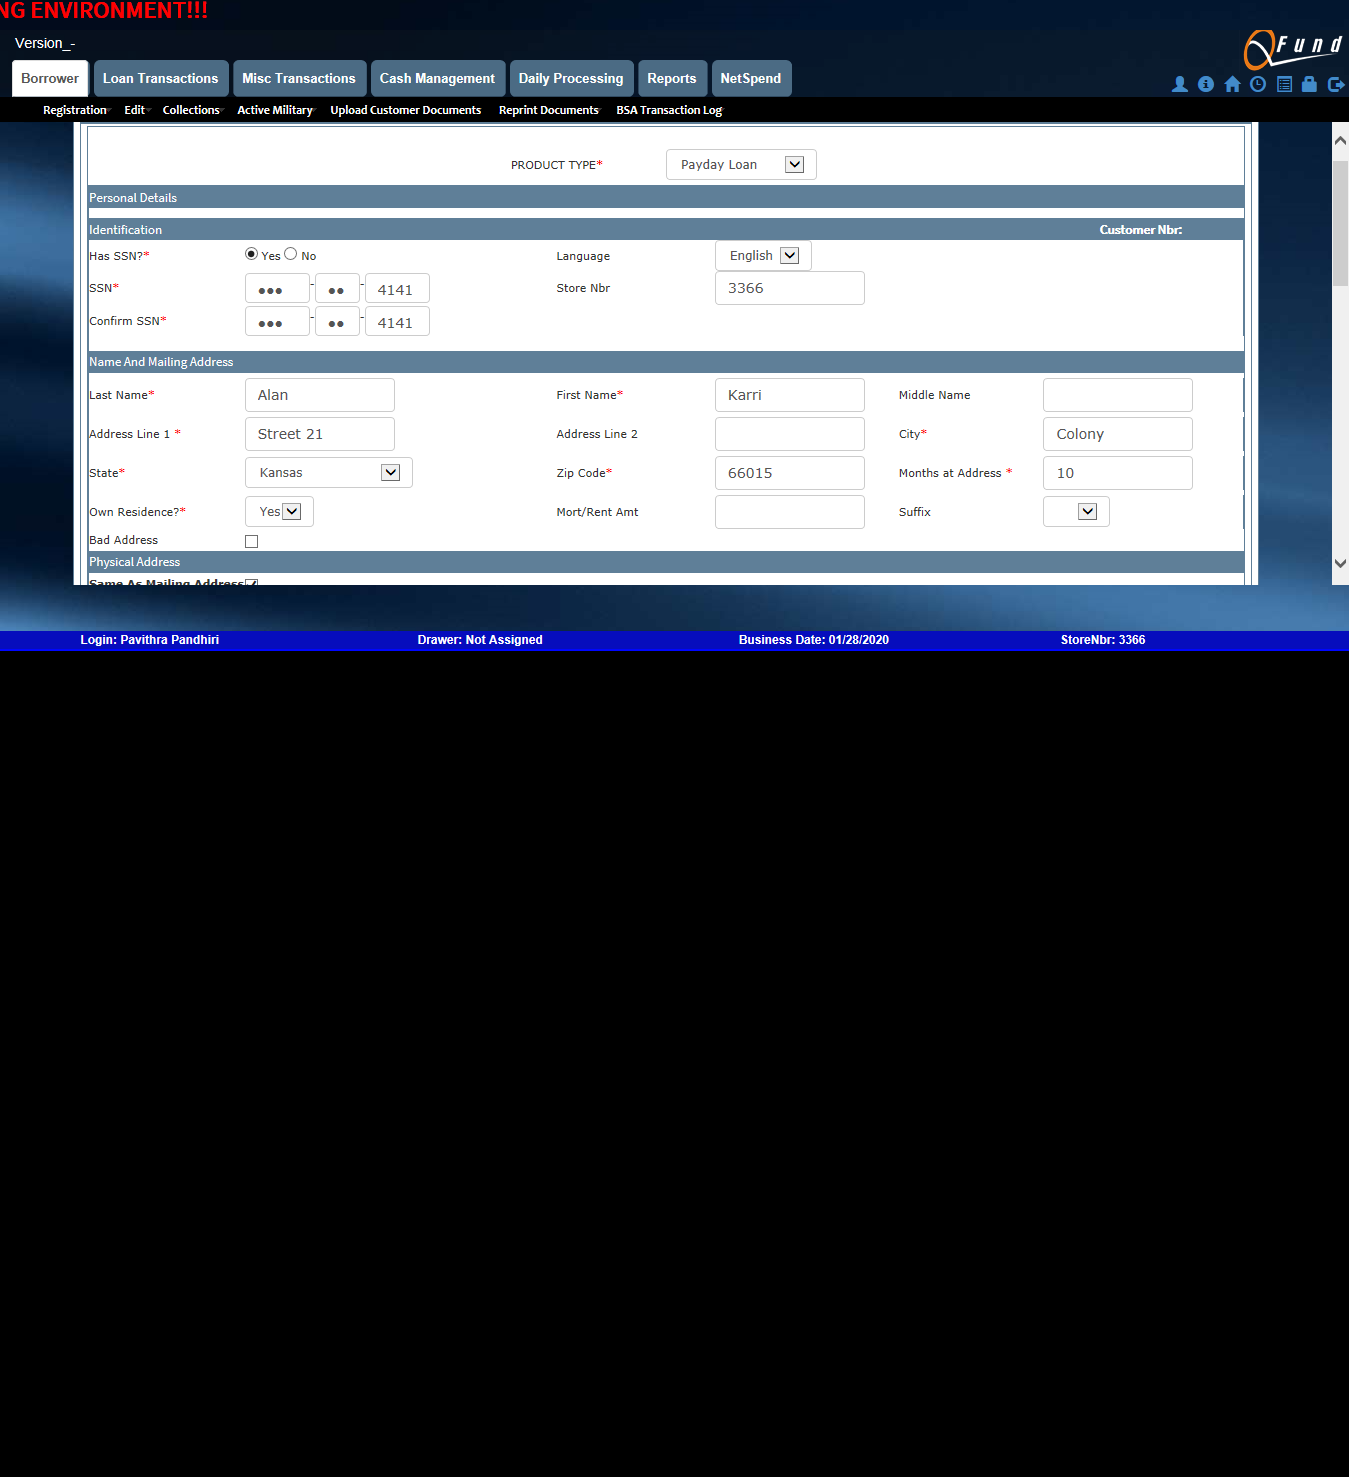 NG ENVIRONMENT!!!
Version_-
Fund
Borrower Loan Transactions Misc Transactions Cash Management Daily Processing Reports NetSpend
Registration Edit Collections Active Military Upload Customer Documents Reprint Documents BSA Transaction Log
PRODUCT TYPE* Payday Loan
Personal Details
Identification Customer Nbr:
Has SSN?* Yes No Language English
SSN* ●●● - ●● - 4141 Store Nbr 3366
Confirm SSN* ●●● - ●● - 4141
Name And Mailing Address
Last Name* Alan First Name* Karri Middle Name
Address Line 1 * Street 21 Address Line 2 City* Colony
State* Kansas Zip Code* 66015 Months at Address * 10
Own Residence?* Yes Mort/Rent Amt Suffix
Bad Address
Physical Address
Same As Mailing Address
Login: Pavithra Pandhiri Drawer: Not Assigned Business Date: 01/28/2020 StoreNbr: 3366